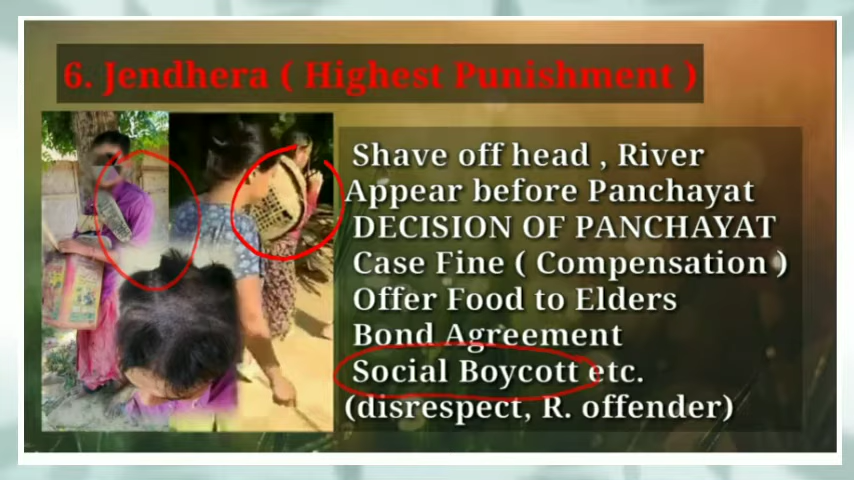 6. Jendhera ( Highest Punishment )
Shave off head , River
Appear before Panchayat
DECISION OF PANCHAYAT
Case Fine ( Compensation )
Offer Food to Elders
Bond Agreement
Social Boycott etc.
(disrespect, R. offender)